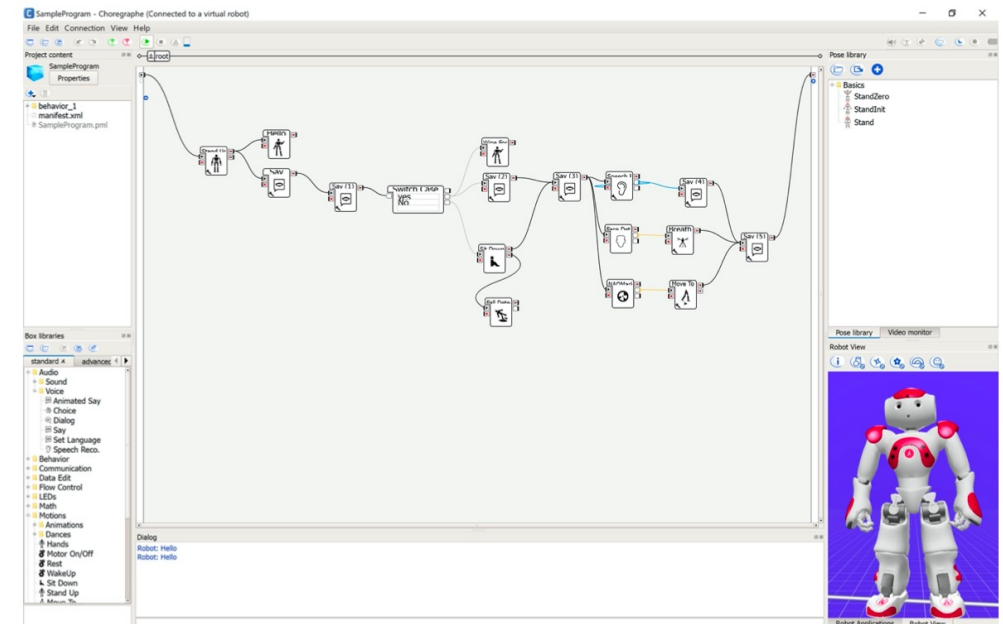 SampleProgram - Choregraphe (Connected to a virtual robot)
File Edit Connection View Help
Project content
SampleProgram
Properties
behavior_1
manifest.xml
SampleProgram.pml
root
Hello
Say
Say (1)
Switch Case
Yes
No
Say (2)
Say (3)
Sit Down
Say (4)
Breath
Move To
Say (5)
Box libraries
standard
advanced
Audio
Sound
Voice
Animated Say
Choice
Dialog
Say
Set Language
Speech Reco.
Behavior
Communication
Data Edit
Flow Control
LEDs
Math
Motions
Animations
Dances
Hands
Motor On/Off
Rest
WakeUp
Sit Down
Stand Up
Move To
Dialog
Robot: Hello
Robot: Hello
Pose library
Basics
StandZero
StandInit
Stand
Pose library Video monitor
Robot View
Robot Applications Robot View